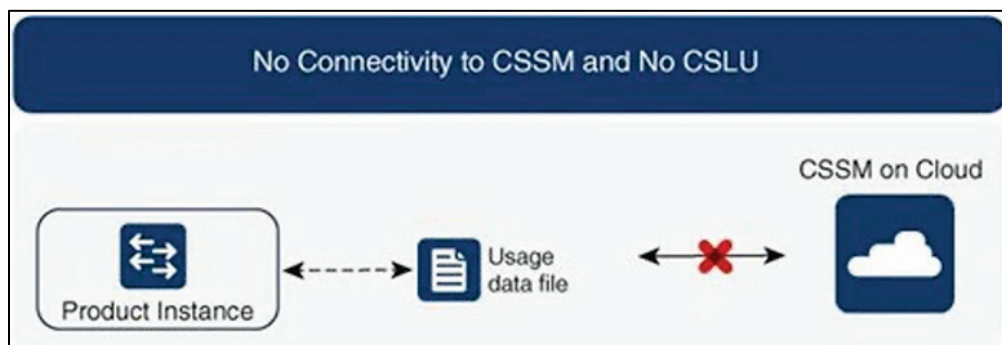 No Connectivity to CSSM and No CSLU
CSSM on Cloud
Usage
data file
Product Instance